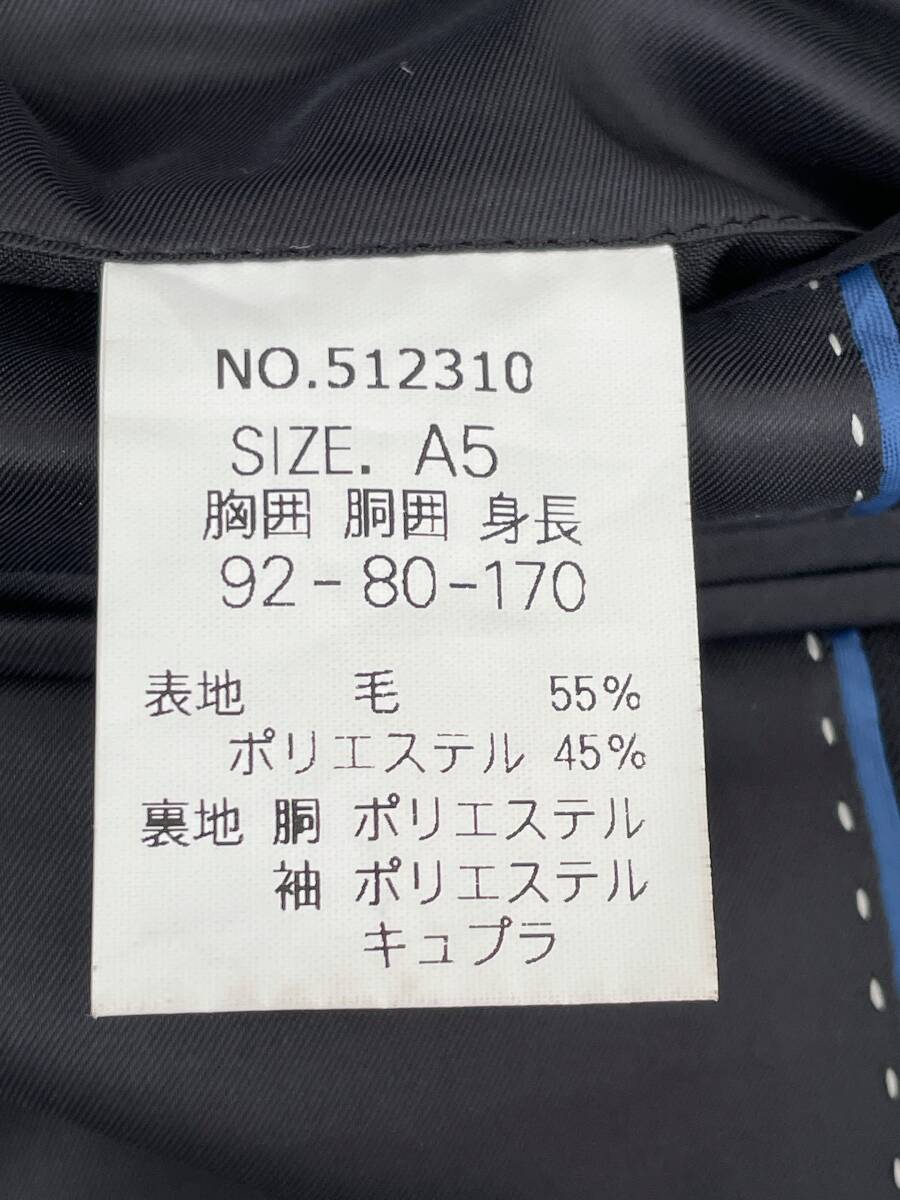 NO.512310
SIZE. A5
胸囲 胴囲 身長
92-80-170
表地 毛 55%
ポリエステル 45%
裏地 胴 ポリエステル
袖 ポリエステル
キュプラ